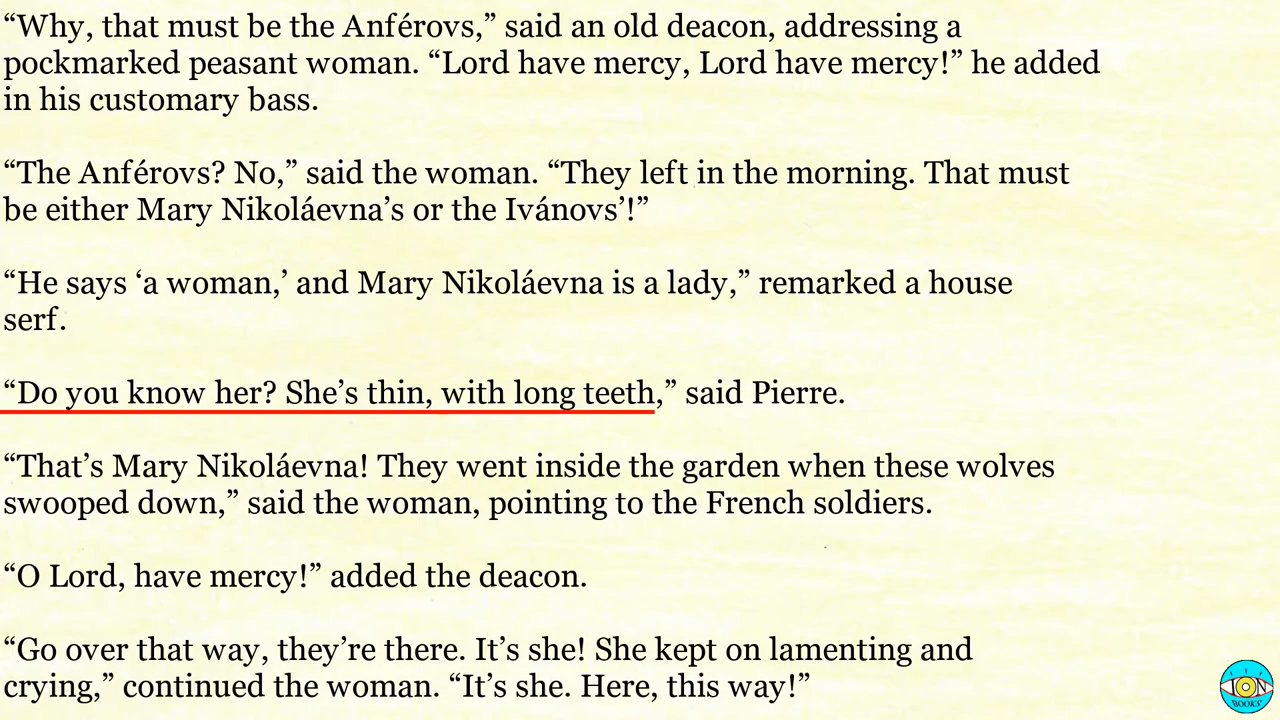 “Why, that must be the Anférovs,” said an old deacon, addressing a
pockmarked peasant woman. “Lord have mercy, Lord have mercy!” he added
in his customary bass.
“The Anférovs? No,” said the woman. “They left in the morning. That must
be either Mary Nikoláevna’s or the Ivánovs’!”
“He says ‘a woman,’ and Mary Nikoláevna is a lady,” remarked a house
serf.
“Do you know her? She’s thin, with long teeth,” said Pierre.
“That’s Mary Nikoláevna! They went inside the garden when these wolves
swooped down,” said the woman, pointing to the French soldiers.
“O Lord, have mercy!” added the deacon.
“Go over that way, they’re there. It’s she! She kept on lamenting and
crying,” continued the woman. “It’s she. Here, this way!”
ION
BOOKS